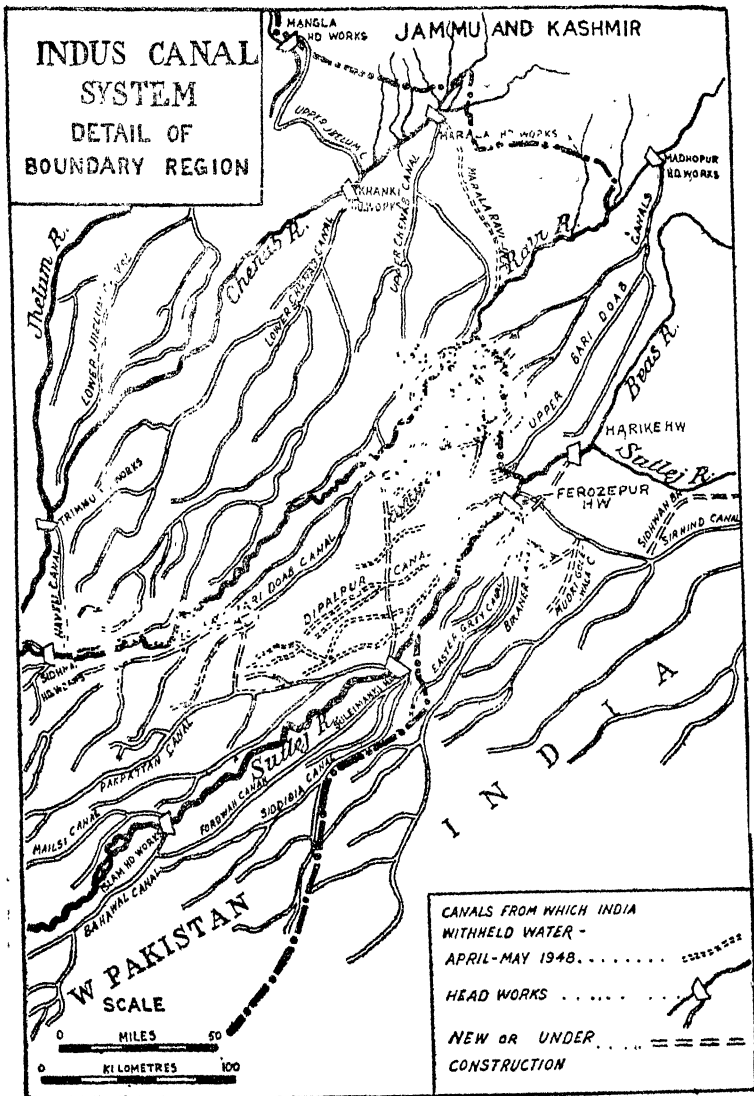 INDUS CANAL
SYSTEM
DETAIL OF
BOUNDARY REGION
MANGLA
HD WORKS
JAMMU AND KASHMIR
UPPER JHELUM C
MARALA HD WORKS
MADHOPUR
HD. WORKS
KHANKI
HD. WORKS
Jhelum R.
Chenab R.
LOWER JHELUM
LOWER CHENAB CANAL
UPPER CHENAB CANAL
MARALA RAVI
Ravi R.
CANALS
UPPER BARI DOAB
Beas R.
HARIKE HW
Sutlej R.
FEROZEPUR
HW
SIDHWAN BR
SIRHIND CANAL
TRIMMU
WORKS
HAVELI CANAL
BARI DOAB CANAL
DIPALPUR CANAL
EASTERN GREY CANAL
BIKANER
SIDHNAI
HD. WORKS
SULEIMANKI
PAKPATTAN CANAL
Sutlej R.
FORDWAH CANAL
MAILSI CANAL
ISLAM HD WORKS
BAHAWAL CANAL
INDIA
W PAKISTAN
SCALE
0 MILES 50
0 KILOMETRES 100
CANALS FROM WHICH INDIA
WITHHELD WATER -
APRIL-MAY 1948........
HEAD WORKS .........
NEW OR UNDER....
CONSTRUCTION